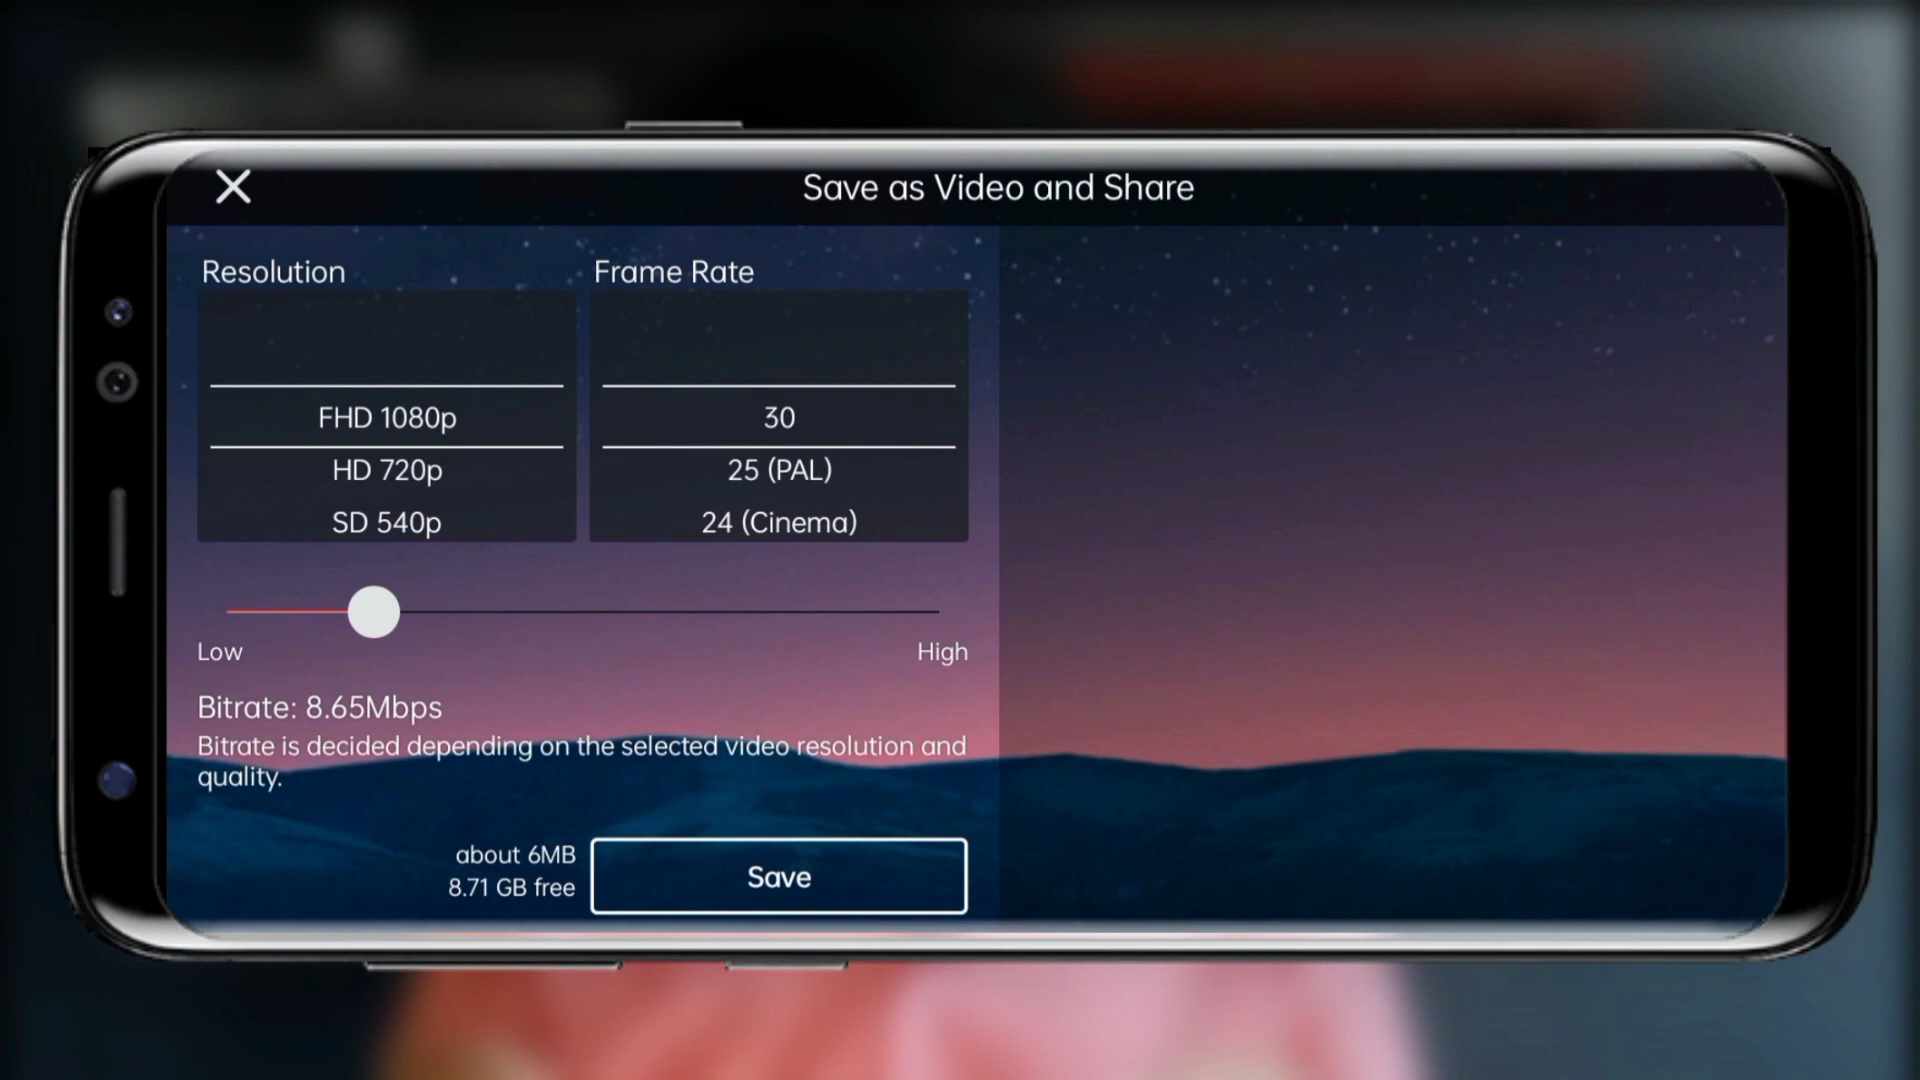 Save as Video and Share
Resolution
Frame Rate
FHD 1080p
HD 720p
SD 540p
30
25 (PAL)
24 (Cinema)
Low
High
Bitrate: 8.65Mbps
Bitrate is decided depending on the selected video resolution and
quality.
about 6MB
8.71 GB free
Save